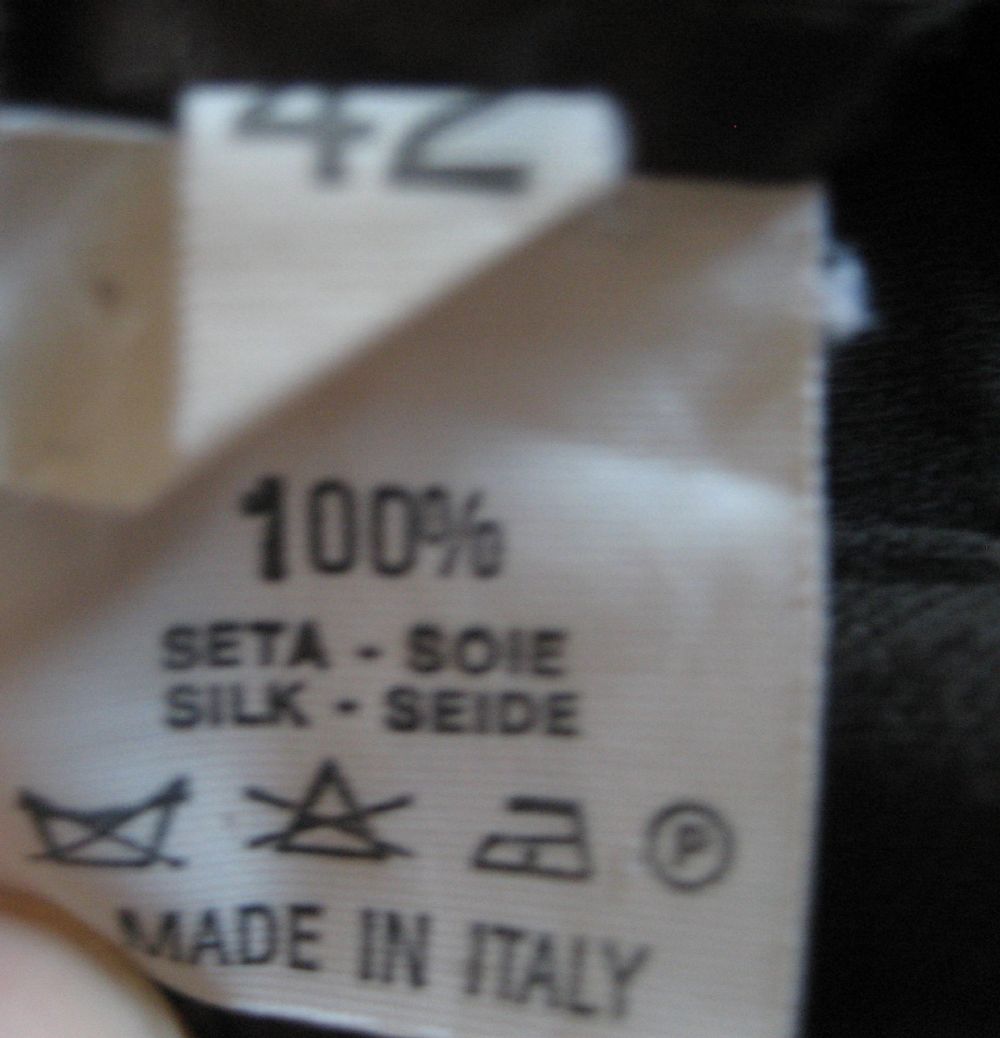 42
100%
SETA - SOIE
SILK - SEIDE
P
MADE IN ITALY